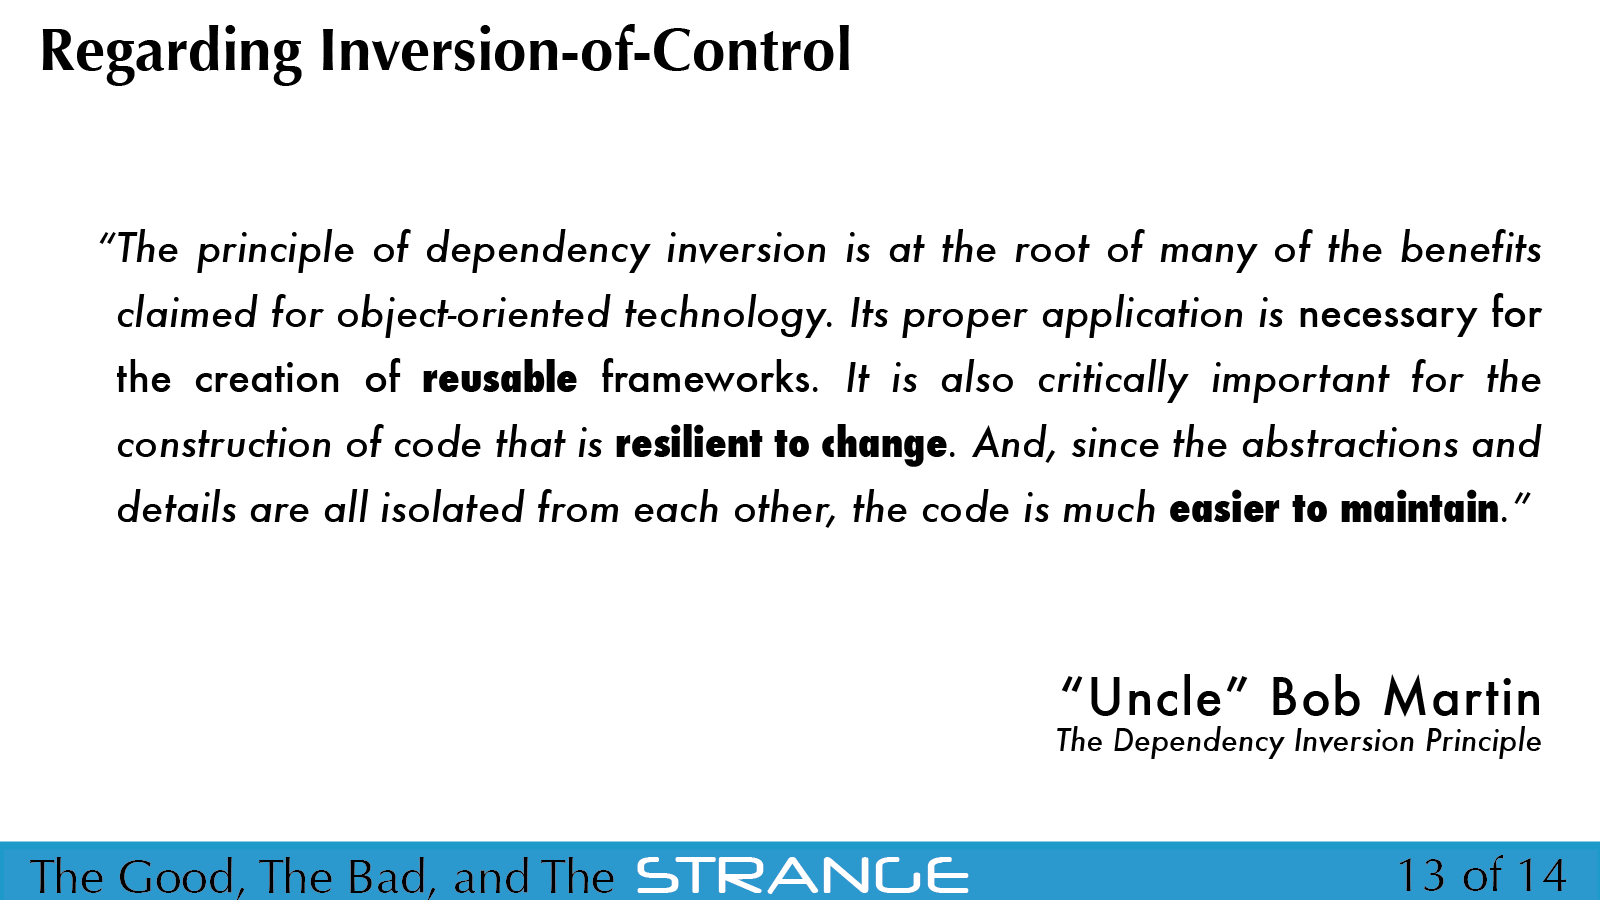 Regarding Inversion-of-Control
“The principle of dependency inversion is at the root of many of the benefits
claimed for object-oriented technology. Its proper application is necessary for
the creation of reusable frameworks. It is also critically important for the
construction of code that is resilient to change. And, since the abstractions and
details are all isolated from each other, the code is much easier to maintain.”
“Uncle” Bob Martin
The Dependency Inversion Principle
The Good, The Bad, and The STRANGE
13 of 14